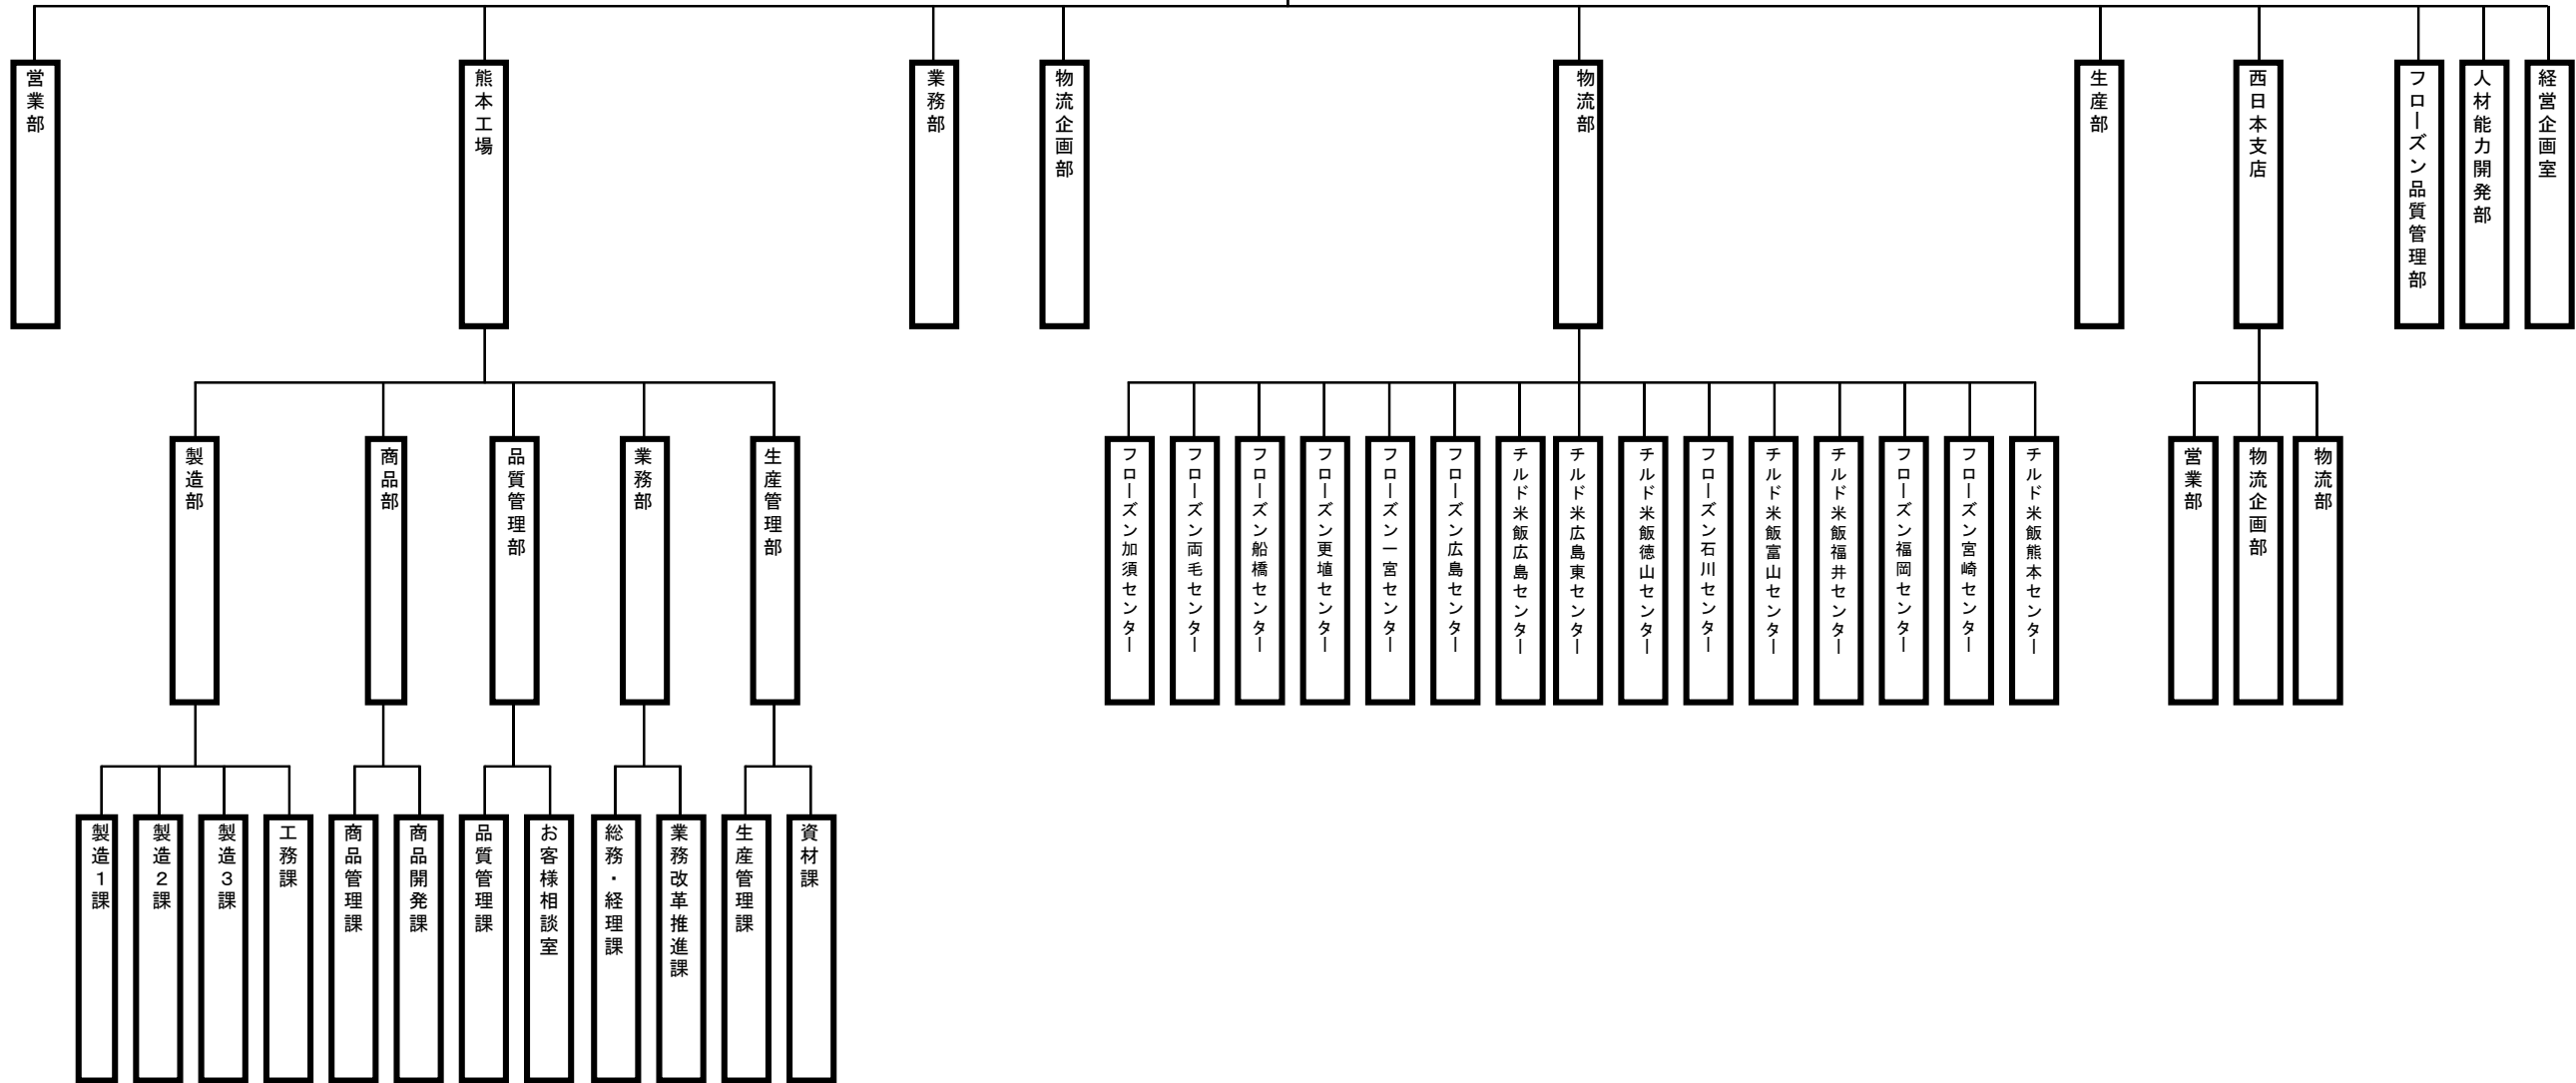 営業部
熊本工場
業務部
物流企画部
物流部
生産部
西日本支店
フローズン品質管理部
人材能力開発部
経営企画室
製造部
商品部
品質管理部
業務部
生産管理部
フローズン加須センター
フローズン両毛センター
フローズン船橋センター
フローズン更埴センター
フローズン一宮センター
フローズン広島センター
チルド米飯広島センター
チルド米広島東センター
チルド米飯徳山センター
フローズン石川センター
チルド米飯富山センター
チルド米飯福井センター
フローズン福岡センター
フローズン宮崎センター
チルド米飯熊本センター
営業部
物流企画部
物流部
製造1課
製造2課
製造3課
工務課
商品管理課
商品開発課
品質管理課
お客様相談室
総務・経理課
業務改革推進課
生産管理課
資材課